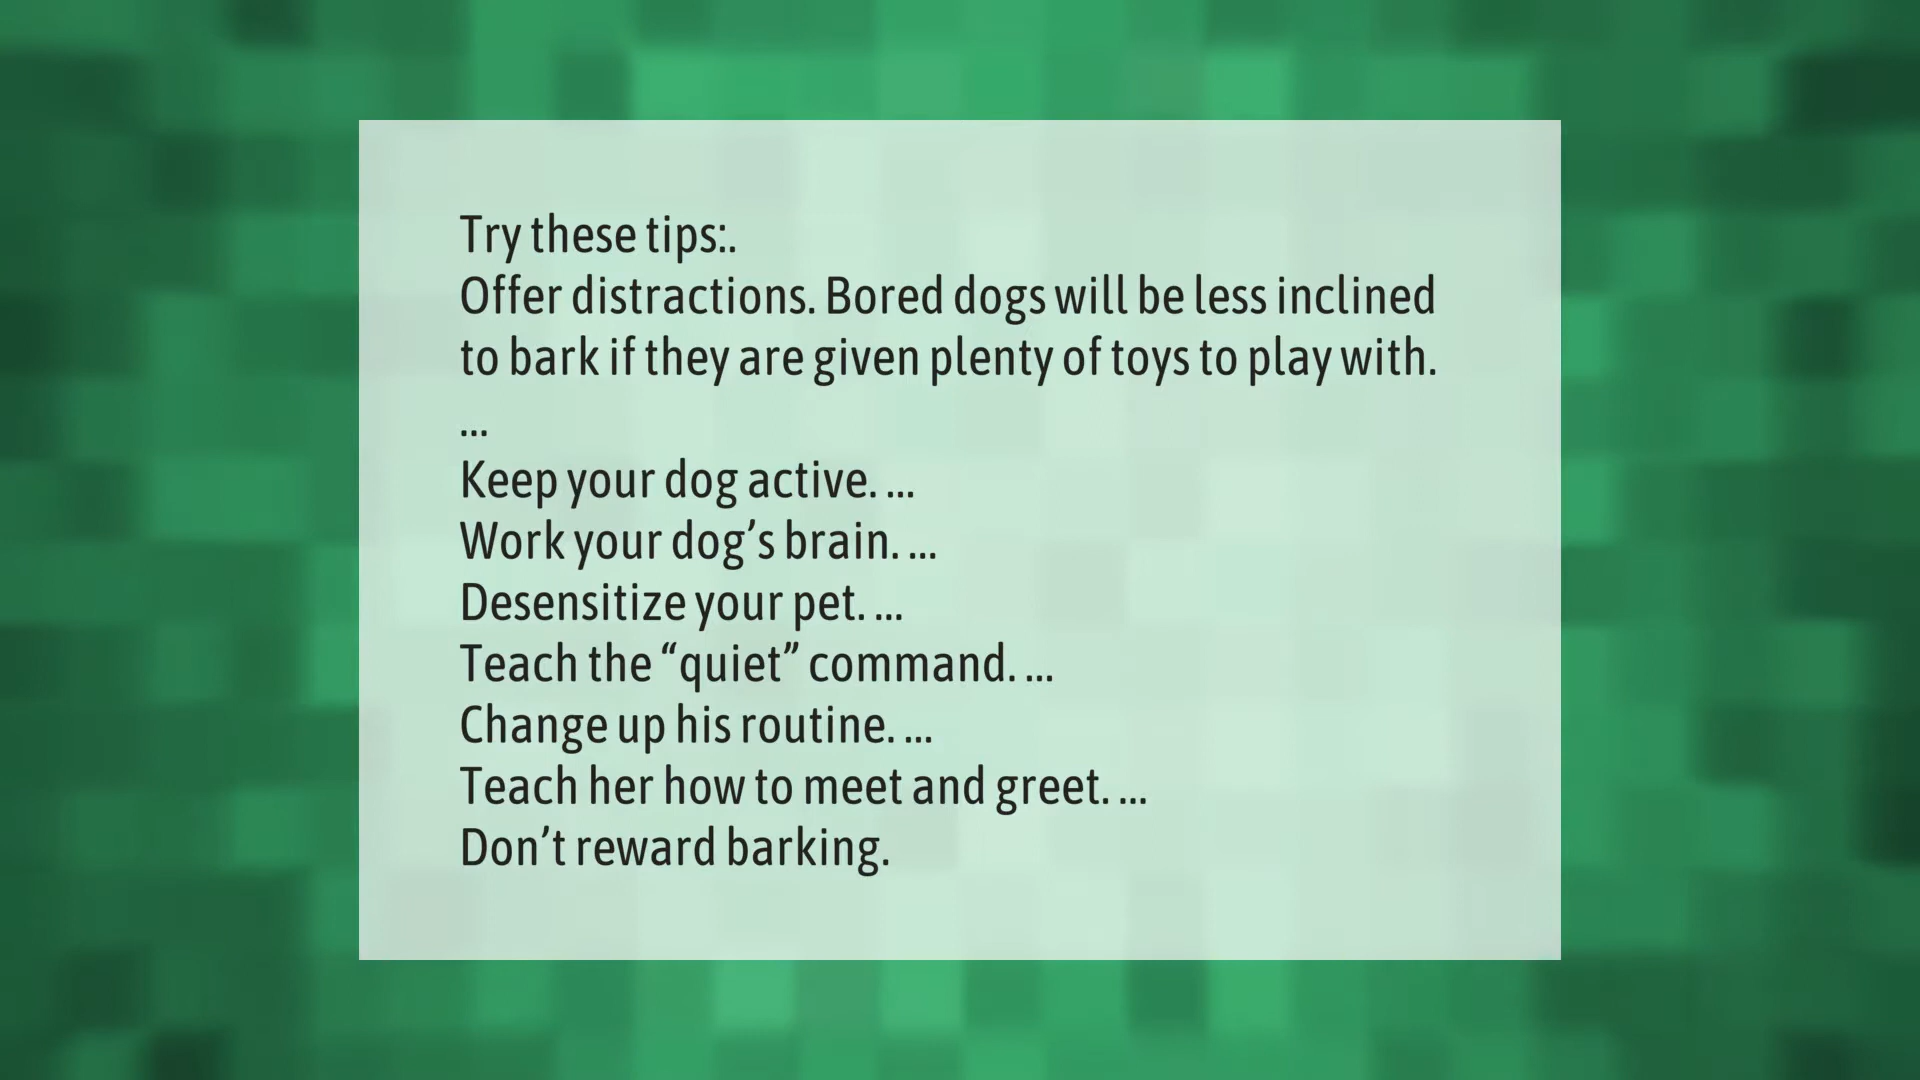 Try these tips:.
Offer distractions. Bored dogs will be less inclined
to bark if they are given plenty of toys to play with.
...
Keep your dog active. ...
Work your dog’s brain. ...
Desensitize your pet. ...
Teach the “quiet” command. ...
Change up his routine. ...
Teach her how to meet and greet. ...
Don’t reward barking.